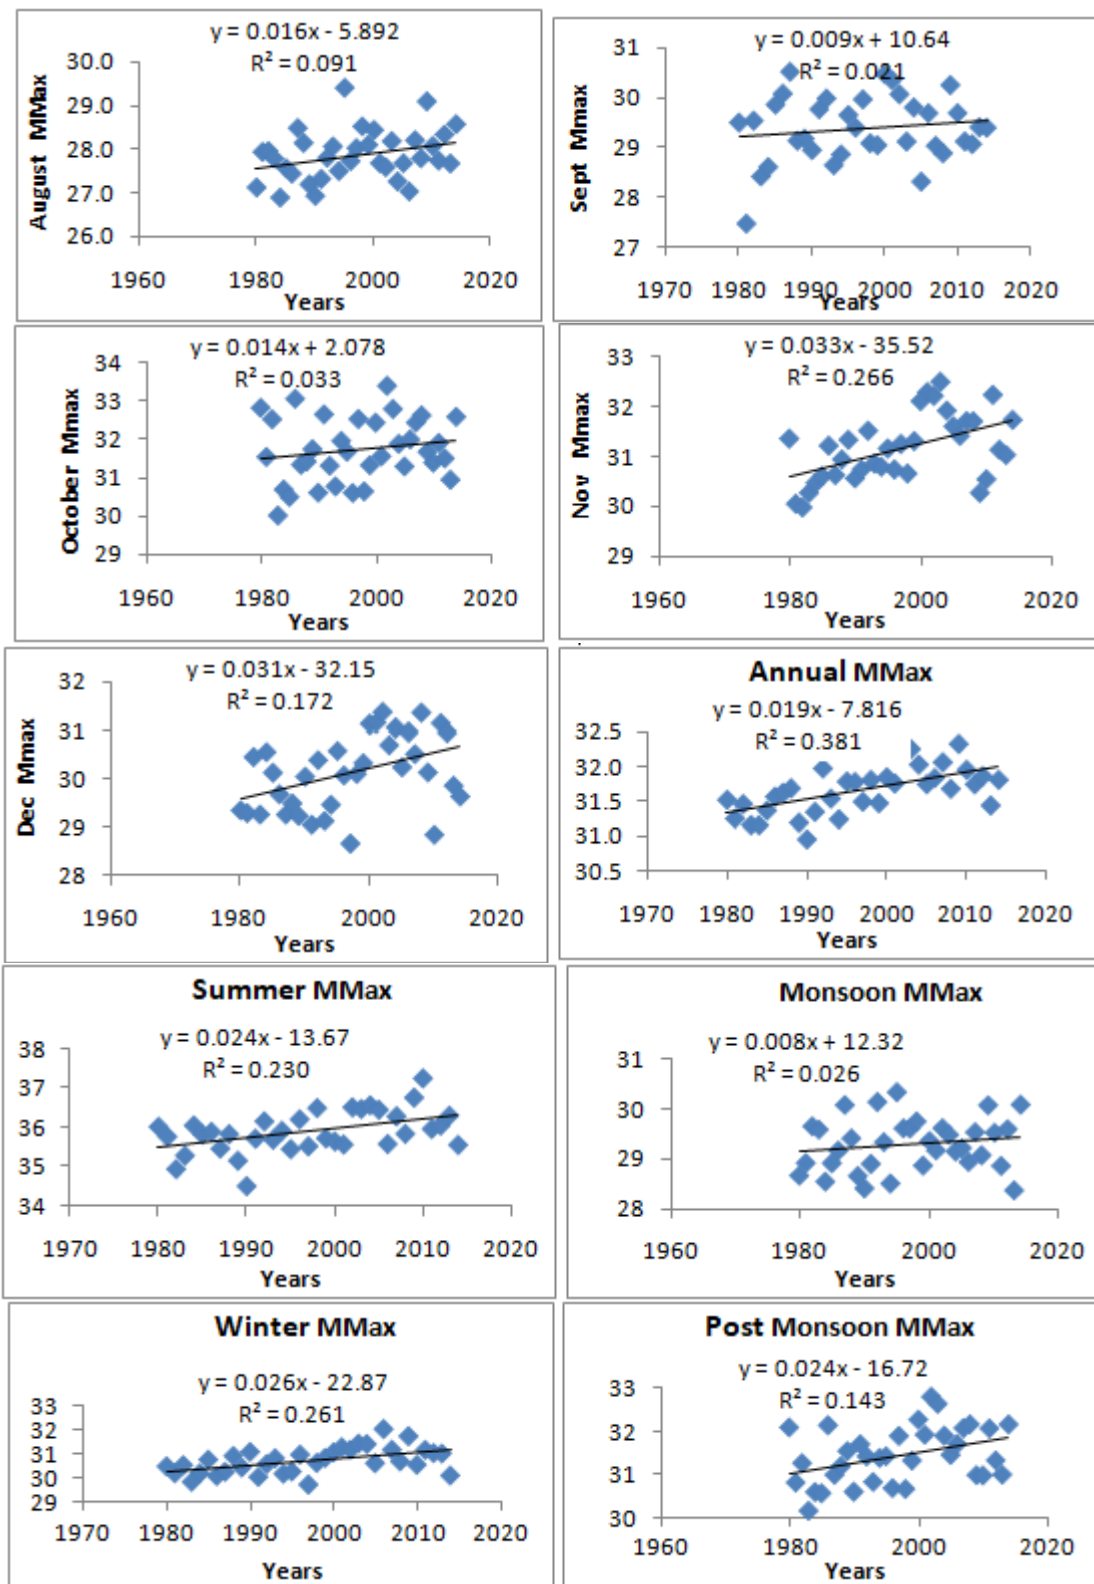 y = 0.016x - 5.892
R² = 0.091
August MMax
30.0
29.0
28.0
27.0
26.0
1960 1980 2000 2020
Years
y = 0.009x + 10.64
R² = 0.021
Sept Mmax
31
30
29
28
27
1970 1980 1990 2000 2010 2020
Years
y = 0.014x + 2.078
R² = 0.033
October Mmax
34
33
32
31
30
29
1960 1980 2000 2020
Years
y = 0.033x - 35.52
R² = 0.266
Nov Mmax
33
32
31
30
29
1960 1980 2000 2020
Years
y = 0.031x - 32.15
R² = 0.172
Dec Mmax
32
31
30
29
28
1960 1980 2000 2020
Years
Annual MMax
y = 0.019x - 7.816
R² = 0.381
32.5
32.0
31.5
31.0
30.5
1970 1980 1990 2000 2010 2020
Years
Summer MMax
y = 0.024x - 13.67
R² = 0.230
38
37
36
35
34
1970 1980 1990 2000 2010 2020
Years
Monsoon MMax
y = 0.008x + 12.32
R² = 0.026
31
30
29
28
1960 1980 2000 2020
Years
Winter MMax
y = 0.026x - 22.87
R² = 0.261
33
32
31
30
29
1970 1980 1990 2000 2010 2020
Years
Post Monsoon MMax
y = 0.024x - 16.72
R² = 0.143
33
32
31
30
1960 1980 2000 2020
Years